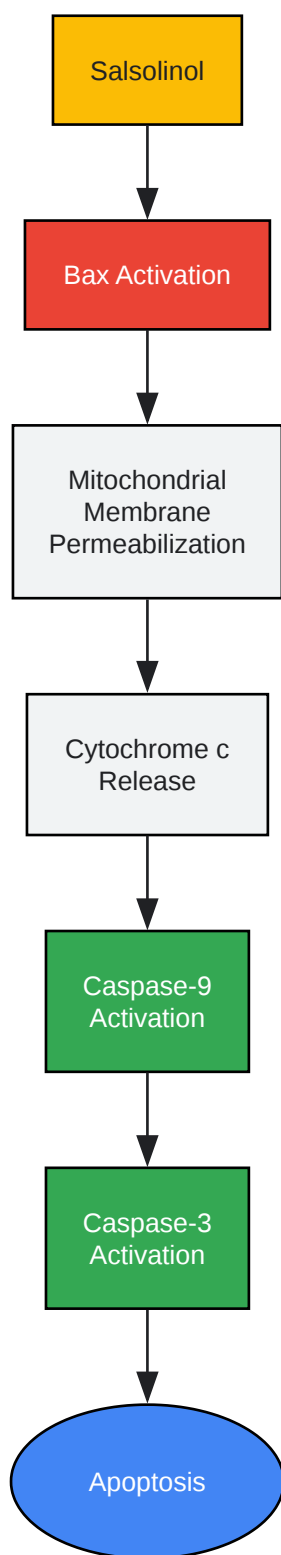 Salsolinol
Bax Activation
Mitochondrial
Membrane
Permeabilization
Cytochrome c
Release
Caspase-9
Activation
Caspase-3
Activation
Apoptosis